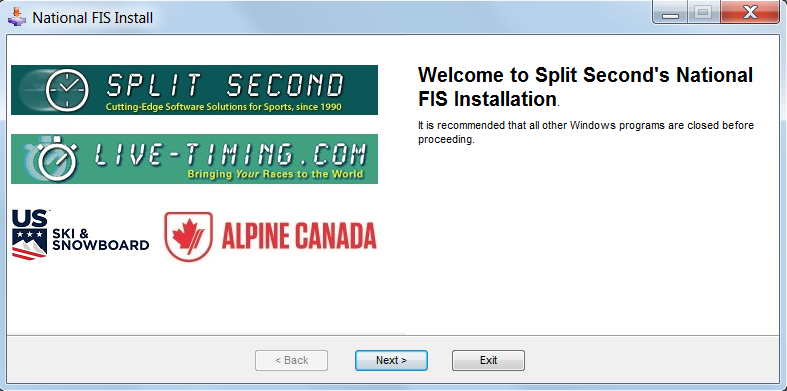 National FIS Install
SPLIT SECOND
Cutting-Edge Software Solutions for Sports, since 1990
LIVE-TIMING.COM
Bringing Your Races to the World
US
SKI &
SNOWBOARD
ALPINE CANADA
Welcome to Split Second's National
FIS Installation.
It is recommended that all other Windows programs are closed before
proceeding.
< Back
Next >
Exit